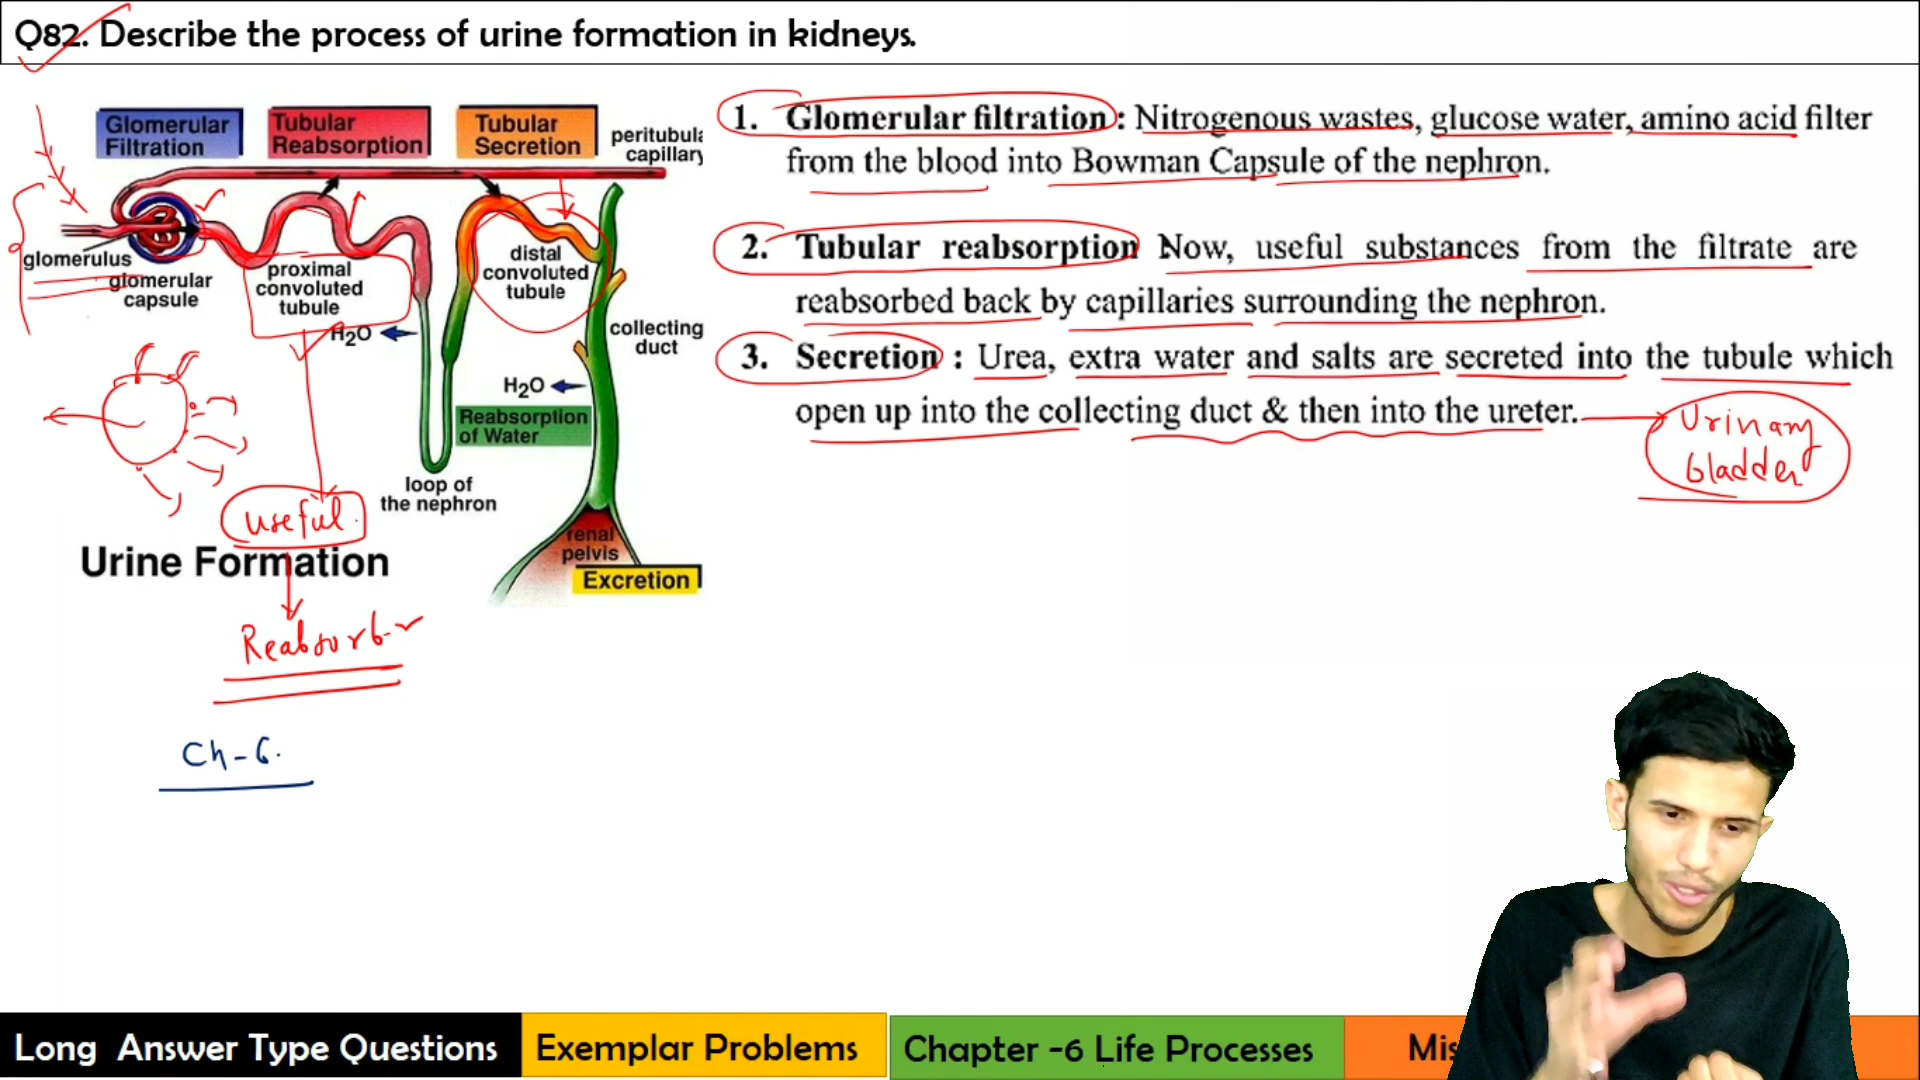 Q82. Describe the process of urine formation in kidneys.
Glomerular
Filtration
Tubular
Reabsorption
Tubular
Secretion
peritubula
capillary
glomerulus
glomerular
capsule
proximal
convoluted
tubule
distal
convoluted
tubule
H₂O
collecting
duct
H₂O
Reabsorption
of Water
loop of
the nephron
useful
Urine Formation
renal
pelvis
Excretion
Reabsorb
Ch-6.
1. Glomerular filtration : Nitrogenous wastes, glucose water, amino acid filter
from the blood into Bowman Capsule of the nephron.
2. Tubular reabsorption Now, useful substances from the filtrate are
reabsorbed back by capillaries surrounding the nephron.
3. Secretion : Urea, extra water and salts are secreted into the tubule which
open up into the collecting duct & then into the ureter.
Urinary
bladder
Long Answer Type Questions
Exemplar Problems
Chapter -6 Life Processes
Mis